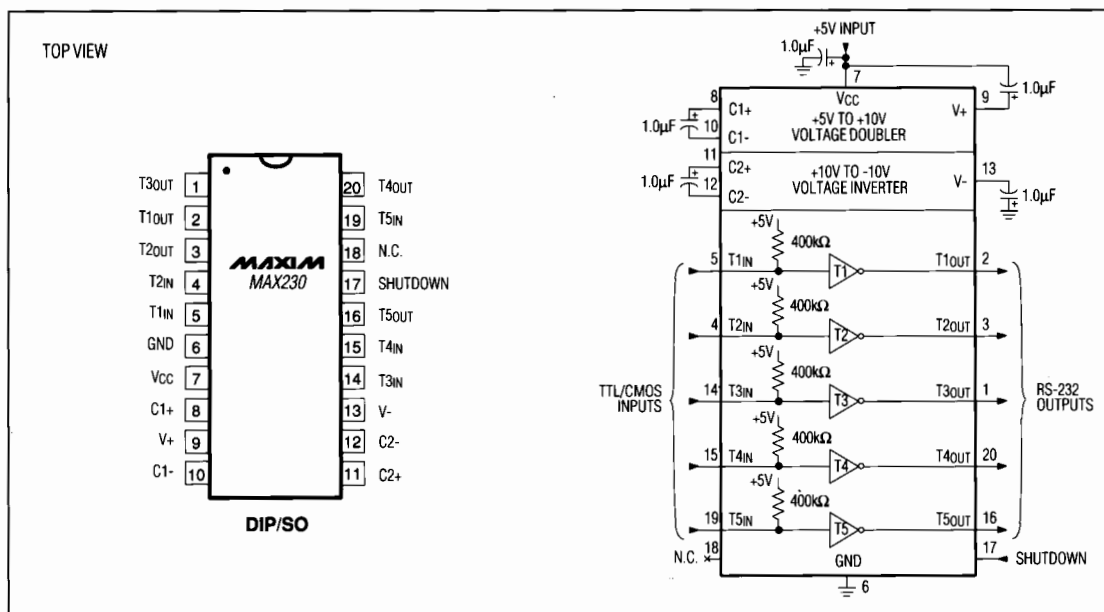 TOP VIEW
T3OUT 1
T1OUT 2
T2OUT 3
T2IN 4
T1IN 5
GND 6
VCC 7
C1+ 8
V+ 9
C1- 10
MAXIM
MAX230
20 T4OUT
19 T5IN
18 N.C.
17 SHUTDOWN
16 T5OUT
15 T4IN
14 T3IN
13 V-
12 C2-
11 C2+
DIP/SO
+5V INPUT
1.0µF
+
7
1.0µF
+
8 C1+ VCC V+ 9
+5V TO +10V
VOLTAGE DOUBLER
1.0µF
+
10 C1-
11 C2+
+10V TO -10V
VOLTAGE INVERTER
V- 13
1.0µF
+
12 C2-
1.0µF
+
+5V
400kΩ
5 T1IN T1 T1OUT 2
+5V
400kΩ
4 T2IN T2 T2OUT 3
+5V
400kΩ
TTL/CMOS
INPUTS
14 T3IN T3 T3OUT 1
RS-232
OUTPUTS
+5V
400kΩ
15 T4IN T4 T4OUT 20
+5V
400kΩ
19 T5IN T5 T5OUT 16
N.C. 18
GND
17 SHUTDOWN
6